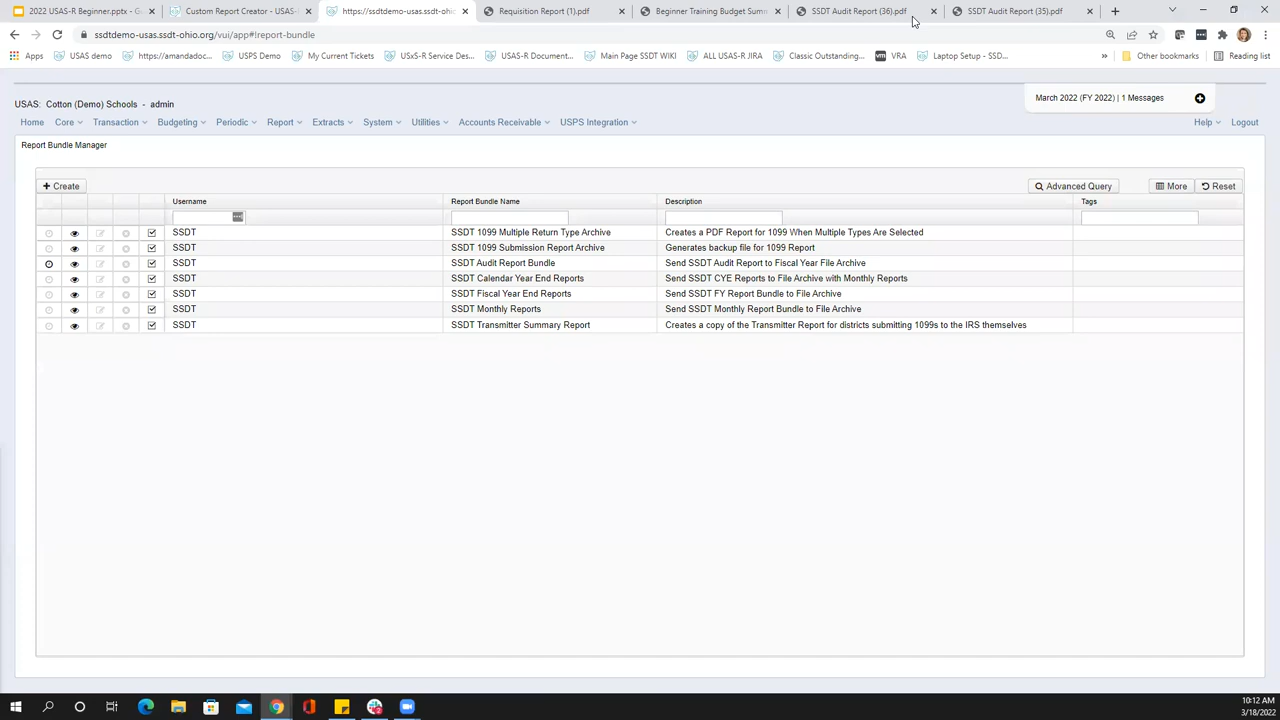 2022 USAS-R Beginner.pptx - G
Custom Report Creator - USAS-
https://ssdtdemo-usas.ssdt-ohio
Requisition Report (1).pdf
Beginner Training Budget Summ
SSDT Audit Report (36).pdf
SSDT Audit Report (35).pdf
ssdtdemo-usas.ssdt-ohio.org/vui/app#!report-bundle
Apps
USAS demo
https://amandadoc...
USPS Demo
My Current Tickets
USxS-R Service Des...
USAS-R Document...
Main Page SSDT WIKI
ALL USAS-R JIRA
Classic Outstanding...
vm VRA
Laptop Setup - SSD...
»
Other bookmarks
Reading list
USAS: Cotton (Demo) Schools - admin
March 2022 (FY 2022) | 1 Messages
Home Core Transaction Budgeting Periodic Report Extracts System Utilities Accounts Receivable USPS Integration Help Logout
Report Bundle Manager
+ Create
Advanced Query
More
Reset
Username Report Bundle Name Description Tags
SSDT SSDT 1099 Multiple Return Type Archive Creates a PDF Report for 1099 When Multiple Types Are Selected
SSDT SSDT 1099 Submission Report Archive Generates backup file for 1099 Report
SSDT SSDT Audit Report Bundle Send SSDT Audit Report to Fiscal Year File Archive
SSDT SSDT Calendar Year End Reports Send SSDT CYE Reports to File Archive with Monthly Reports
SSDT SSDT Fiscal Year End Reports Send SSDT FY Report Bundle to File Archive
SSDT SSDT Monthly Reports Send SSDT Monthly Report Bundle to File Archive
SSDT SSDT Transmitter Summary Report Creates a copy of the Transmitter Report for districts submitting 1099s to the IRS themselves
10:12 AM
3/18/2022